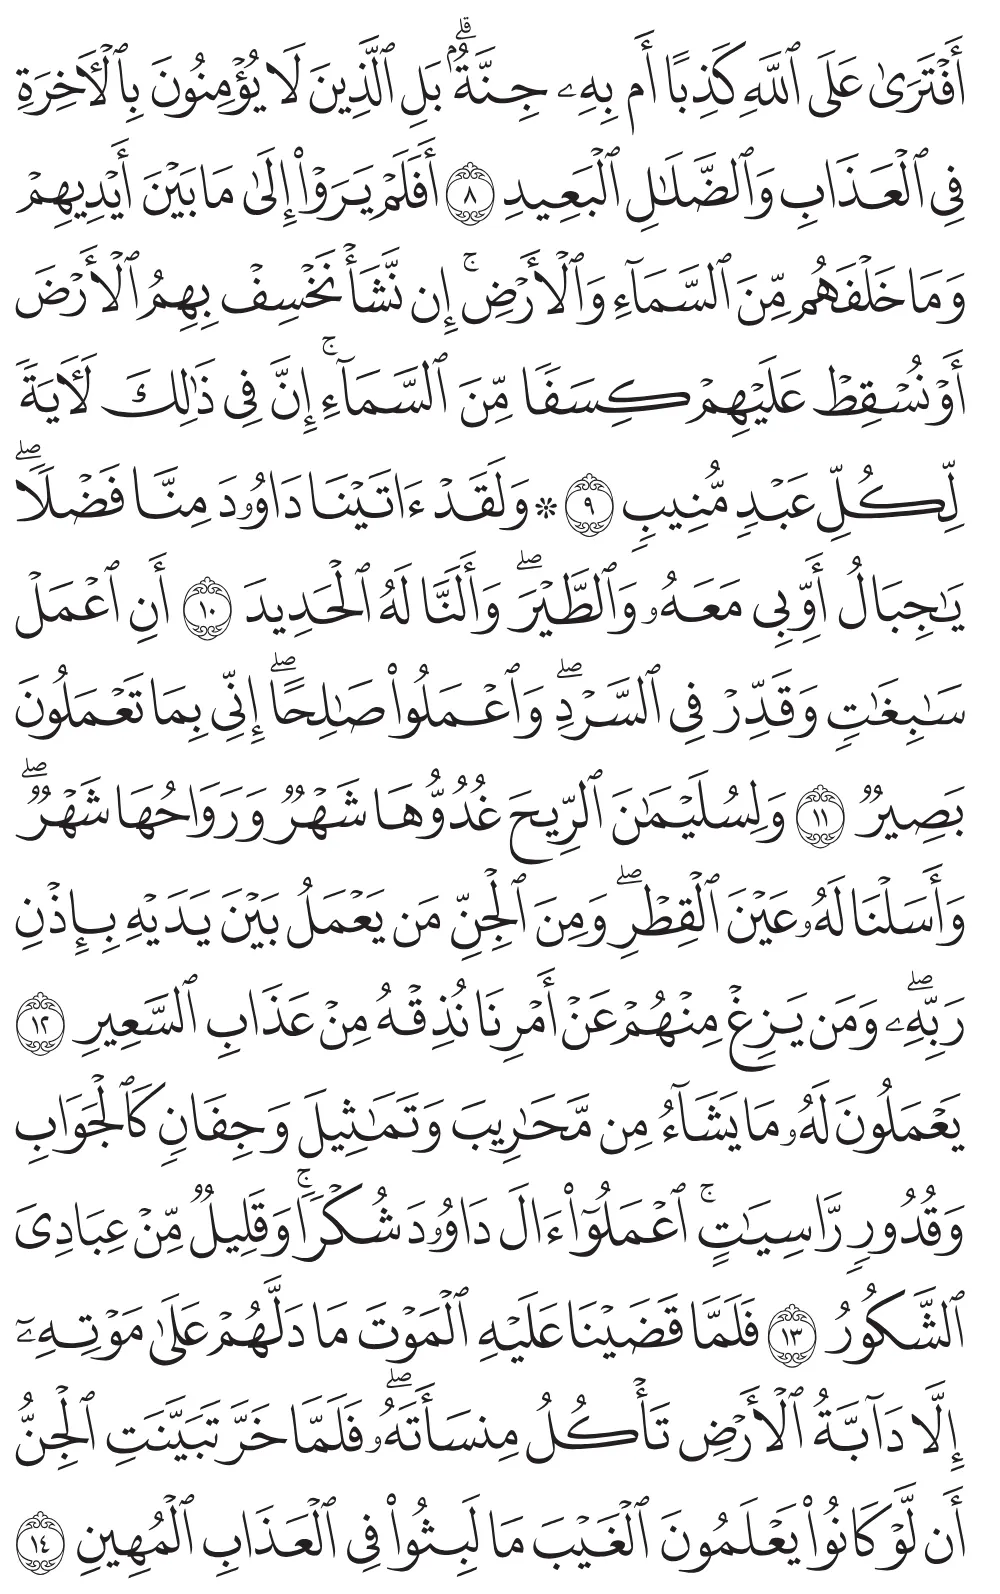 أَفْتَرَىٰ عَلَى ٱللَّهِ كَذِبًا أَم بِهِۦ جِنَّةٌۢ ۗ بَلِ ٱلَّذِينَ لَا يُؤْمِنُونَ بِٱلْـَٔاخِرَةِ
فِى ٱلْعَذَابِ وَٱلضَّلَـٰلِ ٱلْبَعِيدِ ٨ أَفَلَمْ يَرَوْا۟ إِلَىٰ مَا بَيْنَ أَيْدِيهِمْ
وَمَا خَلْفَهُم مِّنَ ٱلسَّمَآءِ وَٱلْأَرْضِ ۚ إِن نَّشَأْ نَخْسِفْ بِهِمُ ٱلْأَرْضَ
أَوْ نُسْقِطْ عَلَيْهِمْ كِسَفًا مِّنَ ٱلسَّمَآءِ ۚ إِنَّ فِى ذَٰلِكَ لَـَٔايَةً
لِّكُلِّ عَبْدٍ مُّنِيبٍ ٩ ۞ وَلَقَدْ ءَاتَيْنَا دَاوُۥدَ مِنَّا فَضْلًا ۖ
يَـٰجِبَالُ أَوِّبِى مَعَهُۥ وَٱلطَّيْرَ ۖ وَأَلَنَّا لَهُ ٱلْحَدِيدَ ١٠ أَنِ ٱعْمَلْ
سَـٰبِغَـٰتٍ وَقَدِّرْ فِى ٱلسَّرْدِ ۖ وَٱعْمَلُوا۟ صَـٰلِحًا ۖ إِنِّى بِمَا تَعْمَلُونَ
بَصِيرٌ ١١ وَلِسُلَيْمَـٰنَ ٱلرِّيحَ غُدُوُّهَا شَهْرٌ وَرَوَاحُهَا شَهْرٌ ۖ
وَأَسَلْنَا لَهُۥ عَيْنَ ٱلْقِطْرِ ۖ وَمِنَ ٱلْجِنِّ مَن يَعْمَلُ بَيْنَ يَدَيْهِ بِإِذْنِ
رَبِّهِۦ ۖ وَمَن يَزِغْ مِنْهُمْ عَنْ أَمْرِنَا نُذِقْهُ مِنْ عَذَابِ ٱلسَّعِيرِ ١٢
يَعْمَلُونَ لَهُۥ مَا يَشَآءُ مِن مَّحَـٰرِيبَ وَتَمَـٰثِيلَ وَجِفَانٍ كَٱلْجَوَابِ
وَقُدُورٍ رَّاسِيَـٰتٍ ۚ ٱعْمَلُوٓا۟ ءَالَ دَاوُۥدَ شُكْرًا ۚ وَقَلِيلٌ مِّنْ عِبَادِىَ
ٱلشَّكُورُ ١٣ فَلَمَّا قَضَيْنَا عَلَيْهِ ٱلْمَوْتَ مَا دَلَّهُمْ عَلَىٰ مَوْتِهِۦٓ
إِلَّا دَآبَّةُ ٱلْأَرْضِ تَأْكُلُ مِنسَأَتَهُۥ ۖ فَلَمَّا خَرَّ تَبَيَّنَتِ ٱلْجِنُّ
أَن لَّوْ كَانُوا۟ يَعْلَمُونَ ٱلْغَيْبَ مَا لَبِثُوا۟ فِى ٱلْعَذَابِ ٱلْمُهِينِ ١٤